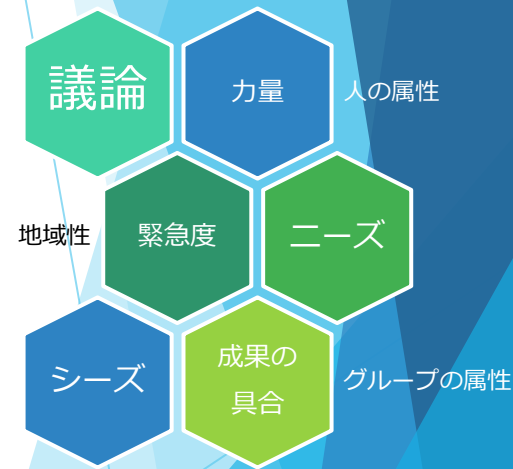 議論
力量
人の属性
地域性
緊急度
ニーズ
シーズ
成果の
具合
グループの属性